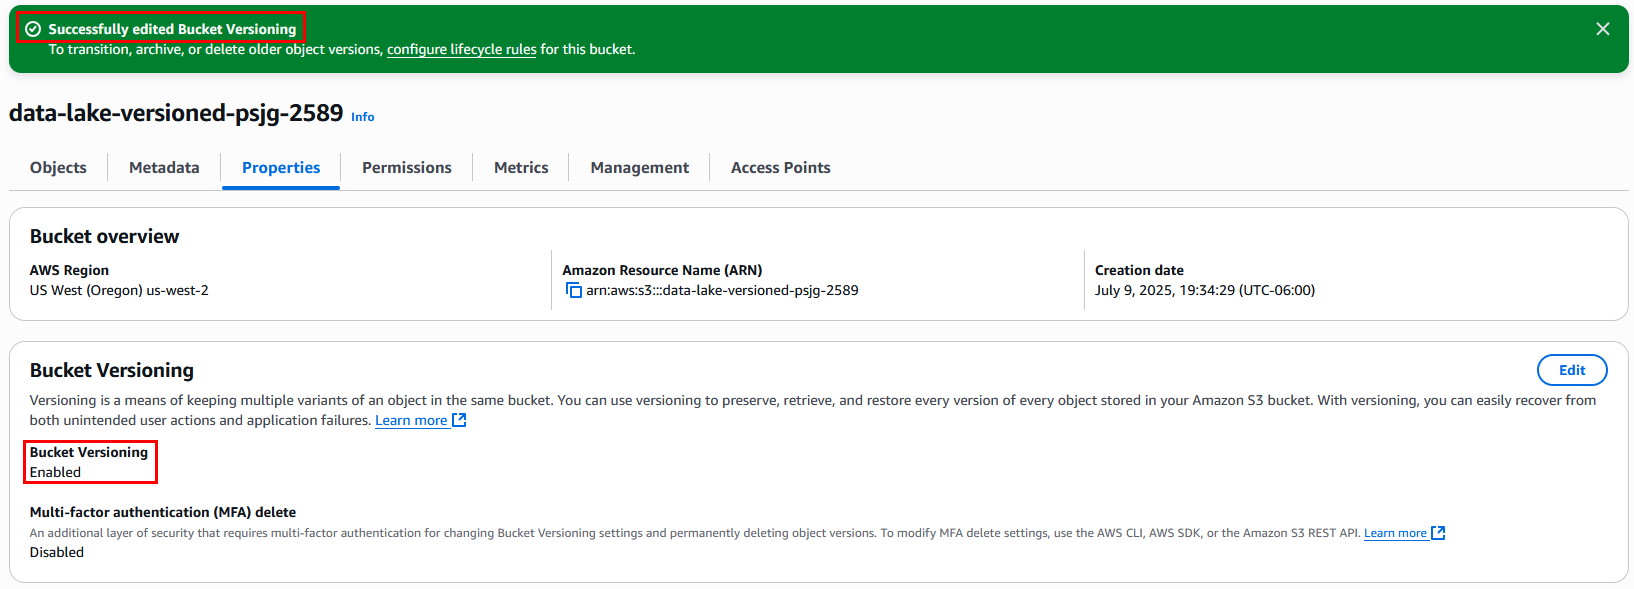 Successfully edited Bucket Versioning
To transition, archive, or delete older object versions, configure lifecycle rules for this bucket.
data-lake-versioned-psjg-2589 Info
Objects Metadata Properties Permissions Metrics Management Access Points
Bucket overview
AWS Region
US West (Oregon) us-west-2
Amazon Resource Name (ARN)
arn:aws:s3:::data-lake-versioned-psjg-2589
Creation date
July 9, 2025, 19:34:29 (UTC-06:00)
Bucket Versioning
Edit
Versioning is a means of keeping multiple variants of an object in the same bucket. You can use versioning to preserve, retrieve, and restore every version of every object stored in your Amazon S3 bucket. With versioning, you can easily recover from
both unintended user actions and application failures. Learn more
Bucket Versioning
Enabled
Multi-factor authentication (MFA) delete
An additional layer of security that requires multi-factor authentication for changing Bucket Versioning settings and permanently deleting object versions. To modify MFA delete settings, use the AWS CLI, AWS SDK, or the Amazon S3 REST API. Learn more
Disabled